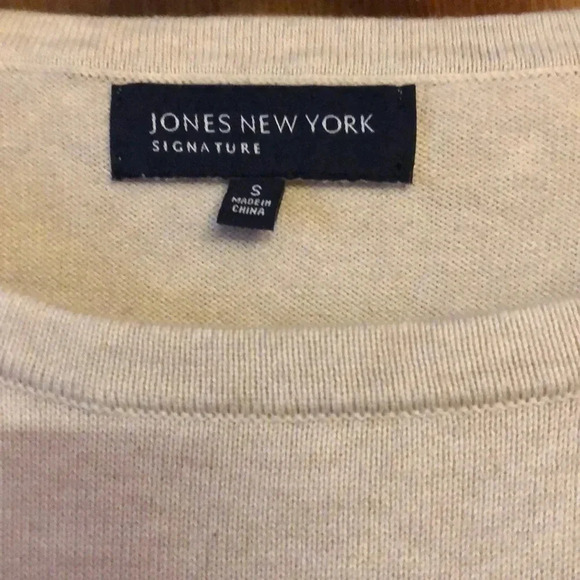 JONES NEW YORK
SIGNATURE
S
MADE IN
CHINA